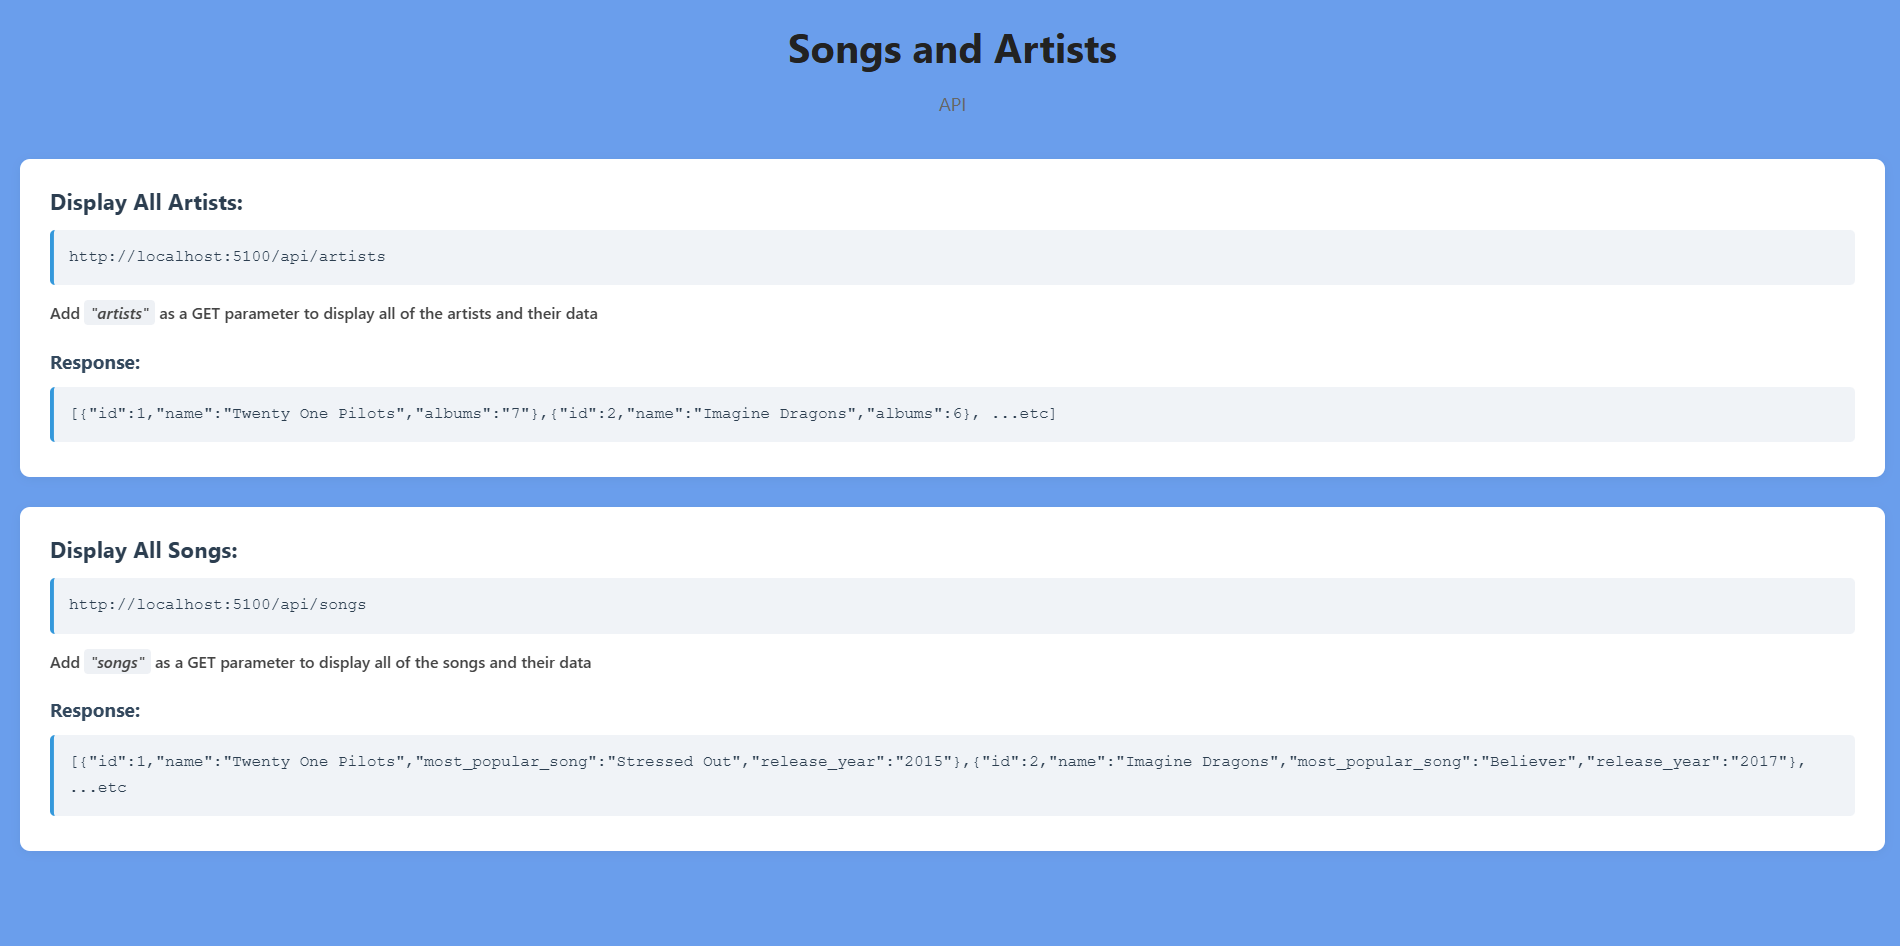 Songs and Artists
API
Display All Artists:
http://localhost:5100/api/artists
Add "artists" as a GET parameter to display all of the artists and their data
Response:
[{"id":1,"name":"Twenty One Pilots","albums":"7"},{"id":2,"name":"Imagine Dragons","albums":6}, ...etc]
Display All Songs:
http://localhost:5100/api/songs
Add "songs" as a GET parameter to display all of the songs and their data
Response:
[{"id":1,"name":"Twenty One Pilots","most_popular_song":"Stressed Out","release_year":"2015"},{"id":2,"name":"Imagine Dragons","most_popular_song":"Believer","release_year":"2017"},
...etc